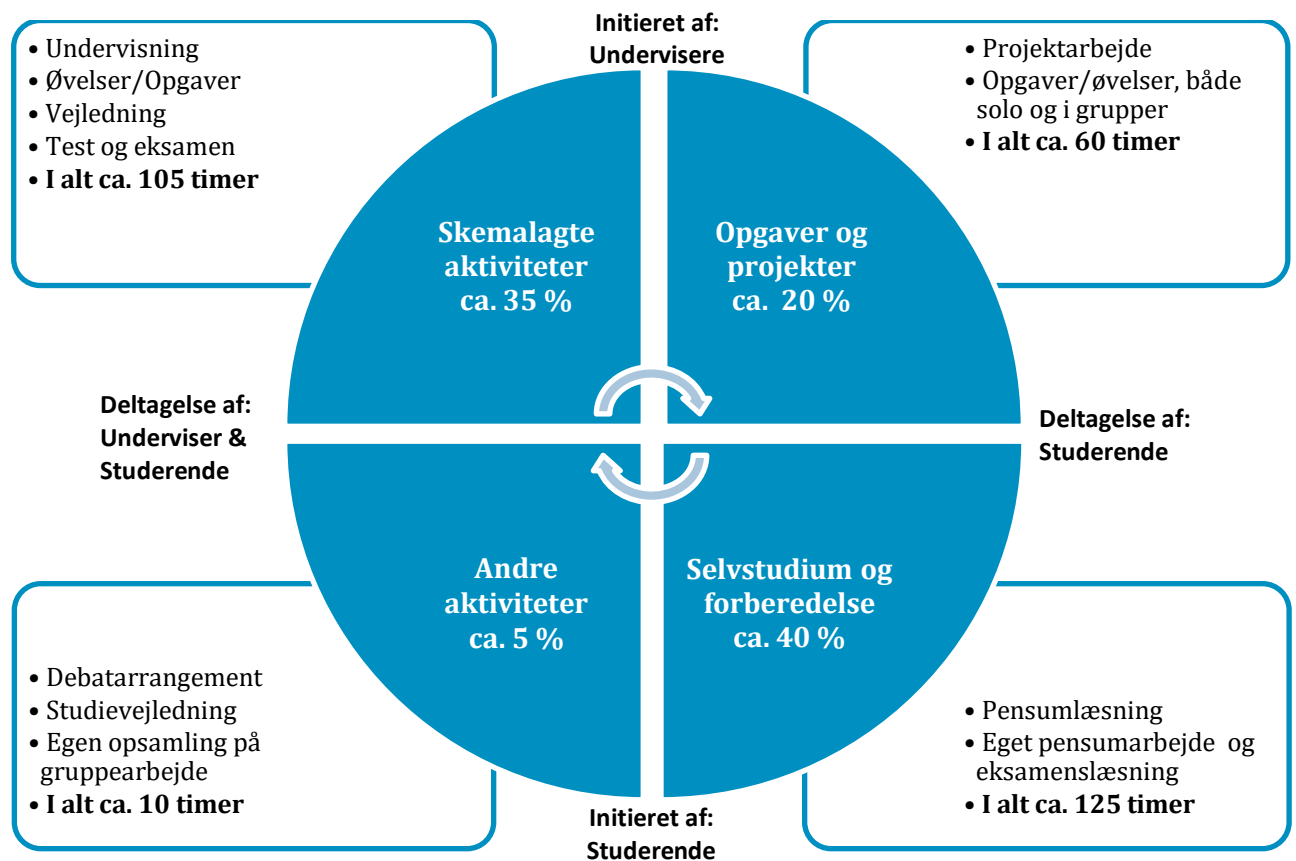 Initieret af:
Undervisere
• Undervisning
• Øvelser/Opgaver
• Vejledning
• Test og eksamen
• I alt ca. 105 timer
• Projektarbejde
• Opgaver/øvelser, både
solo og i grupper
• I alt ca. 60 timer
Skemalagte
aktiviteter
ca. 35 %
Opgaver og
projekter
ca. 20 %
Deltagelse af:
Underviser &
Studerende
Deltagelse af:
Studerende
Andre
aktiviteter
ca. 5 %
Selvstudium og
forberedelse
ca. 40 %
• Debatarrangement
• Studievejledning
• Egen opsamling på
gruppearbejde
• I alt ca. 10 timer
• Pensumlæsning
• Eget pensumarbejde og
eksamenslæsning
• I alt ca. 125 timer
Initieret af:
Studerende